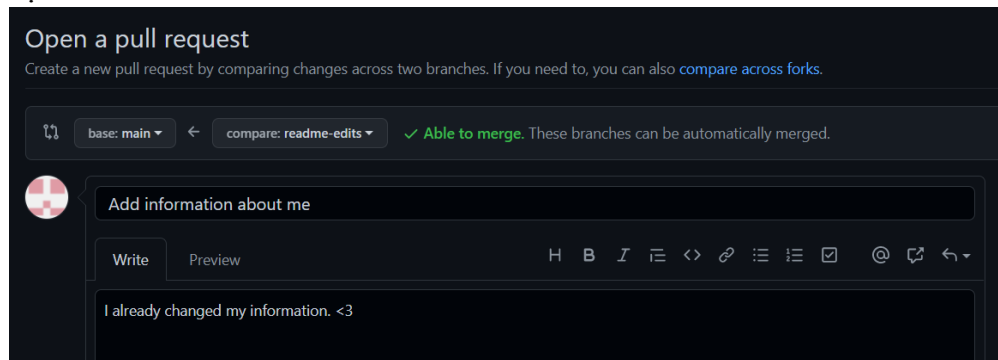 Open a pull request
Create a new pull request by comparing changes across two branches. If you need to, you can also compare across forks.
base: main ← compare: readme-edits ✓ Able to merge. These branches can be automatically merged.
Add information about me
Write Preview H B I <> @
I already changed my information. <3